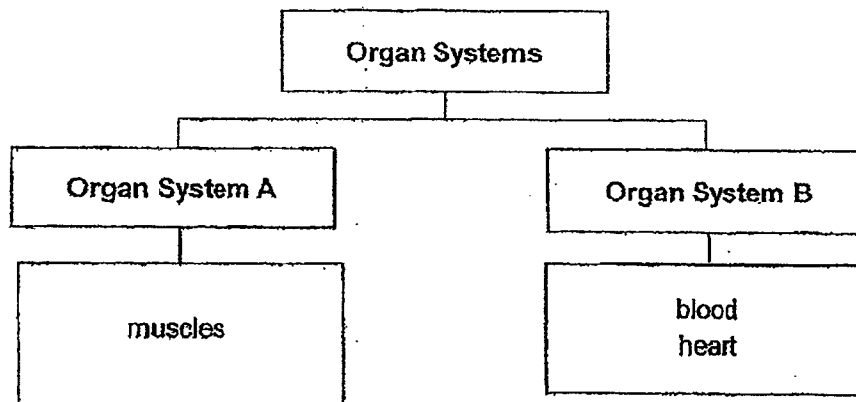 Organ Systems
Organ System A
Organ System B
muscles
blood
heart